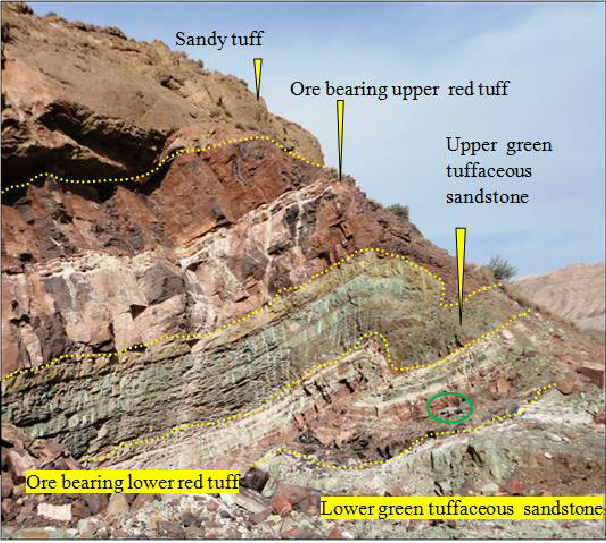 Sandy tuff
Ore bearing upper red tuff
Upper green
tuffaceous
sandstone
Ore bearing lower red tuff
Lower green tuffaceous sandstone